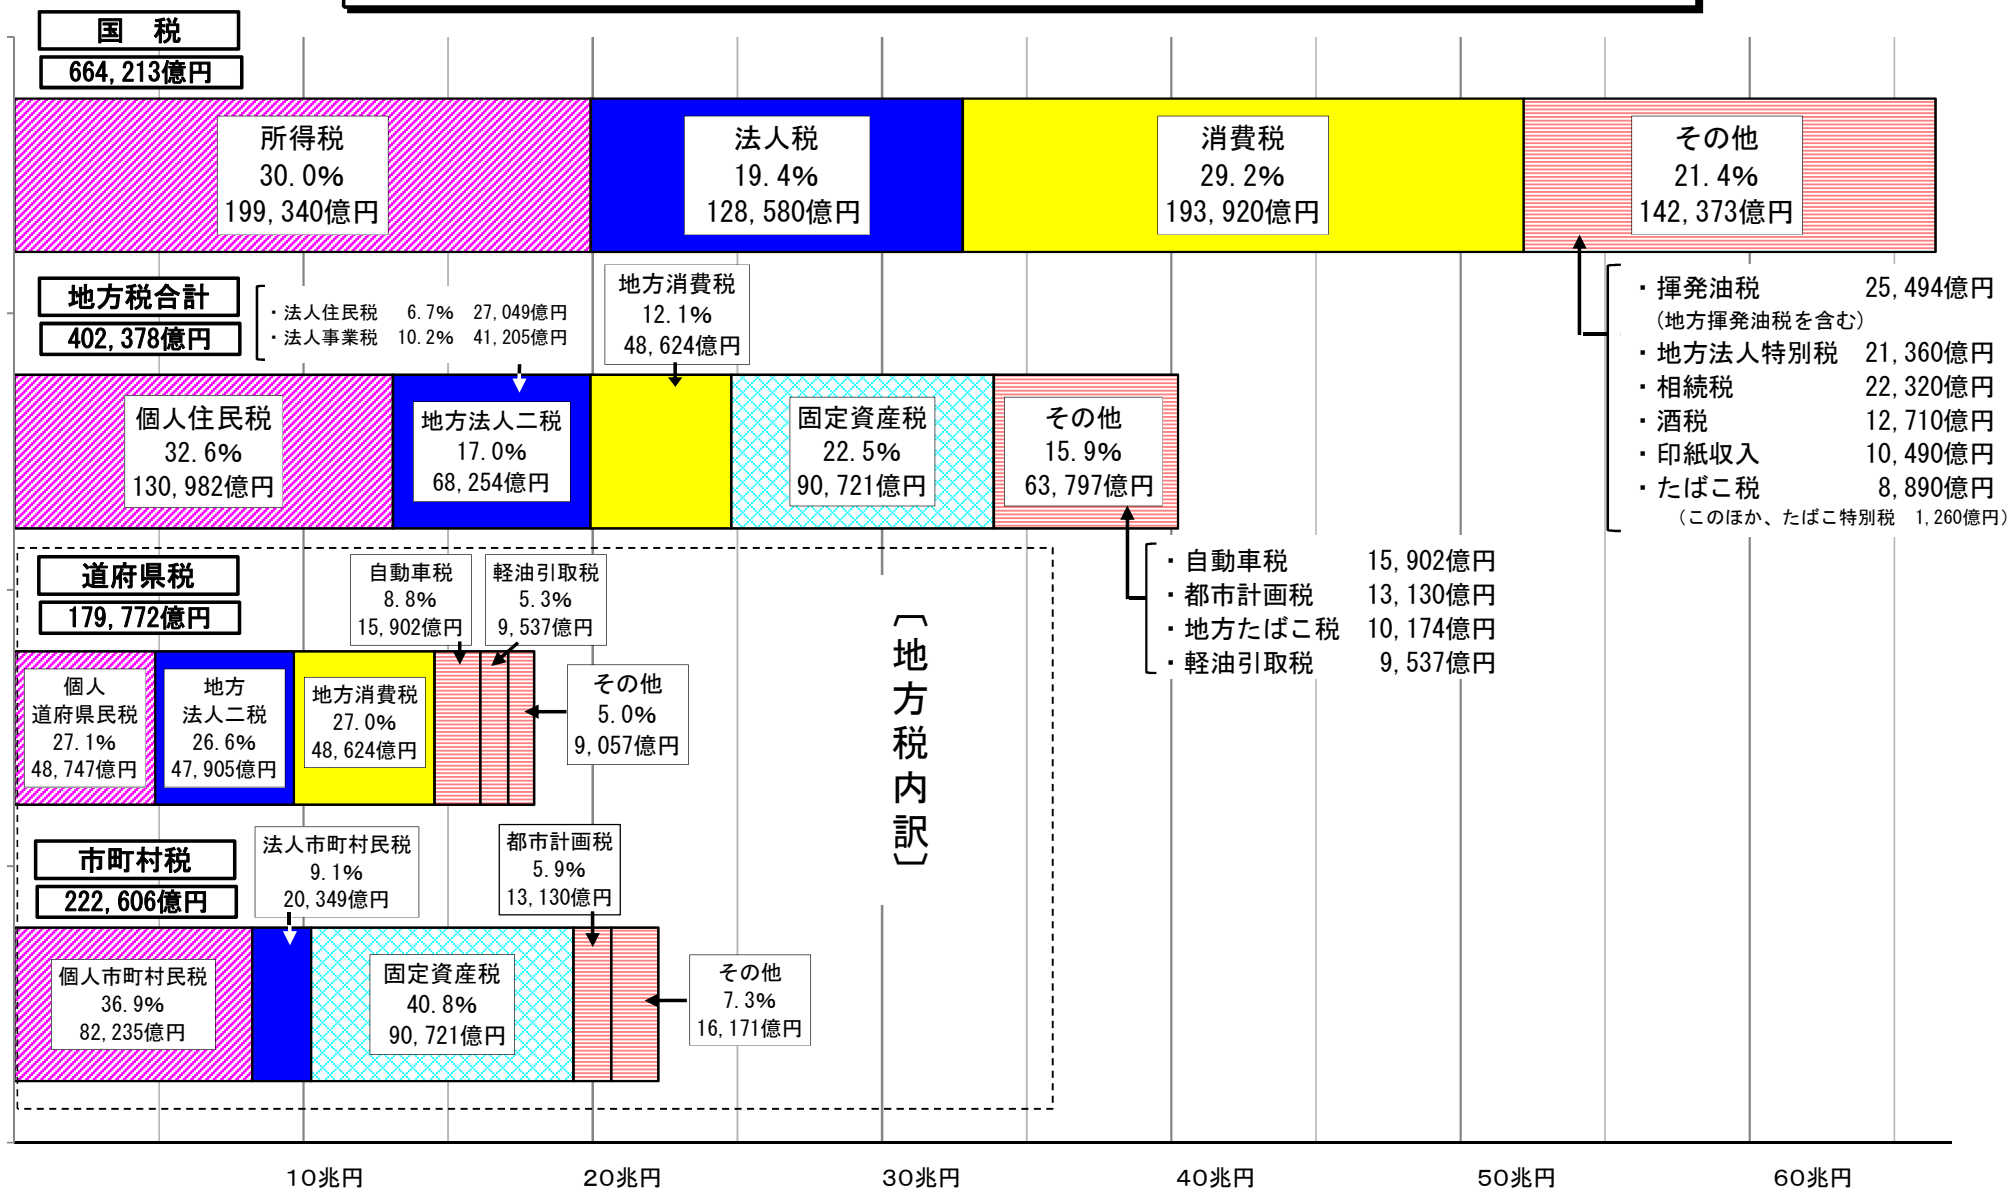 国　税
664,213億円
所得税
30.0%
199,340億円
法人税
19.4%
128,580億円
消費税
29.2%
193,920億円
その他
21.4%
142,373億円
・揮発油税　25,494億円
(地方揮発油税を含む)
・地方法人特別税　21,360億円
・相続税　22,320億円
・酒税　12,710億円
・印紙収入　10,490億円
・たばこ税　8,890億円
(このほか、たばこ特別税　1,260億円)
地方税合計
402,378億円
・法人住民税　6.7%　27,049億円
・法人事業税　10.2%　41,205億円
地方消費税
12.1%
48,624億円
個人住民税
32.6%
130,982億円
地方法人二税
17.0%
68,254億円
固定資産税
22.5%
90,721億円
その他
15.9%
63,797億円
・自動車税　15,902億円
・都市計画税　13,130億円
・地方たばこ税　10,174億円
・軽油引取税　9,537億円
道府県税
179,772億円
自動車税
8.8%
15,902億円
軽油引取税
5.3%
9,537億円
個人
道府県民税
27.1%
48,747億円
地方
法人二税
26.6%
47,905億円
地方消費税
27.0%
48,624億円
その他
5.0%
9,057億円
〔地方税内訳〕
市町村税
222,606億円
法人市町村民税
9.1%
20,349億円
都市計画税
5.9%
13,130億円
個人市町村民税
36.9%
82,235億円
固定資産税
40.8%
90,721億円
その他
7.3%
16,171億円
10兆円　20兆円　30兆円　40兆円　50兆円　60兆円